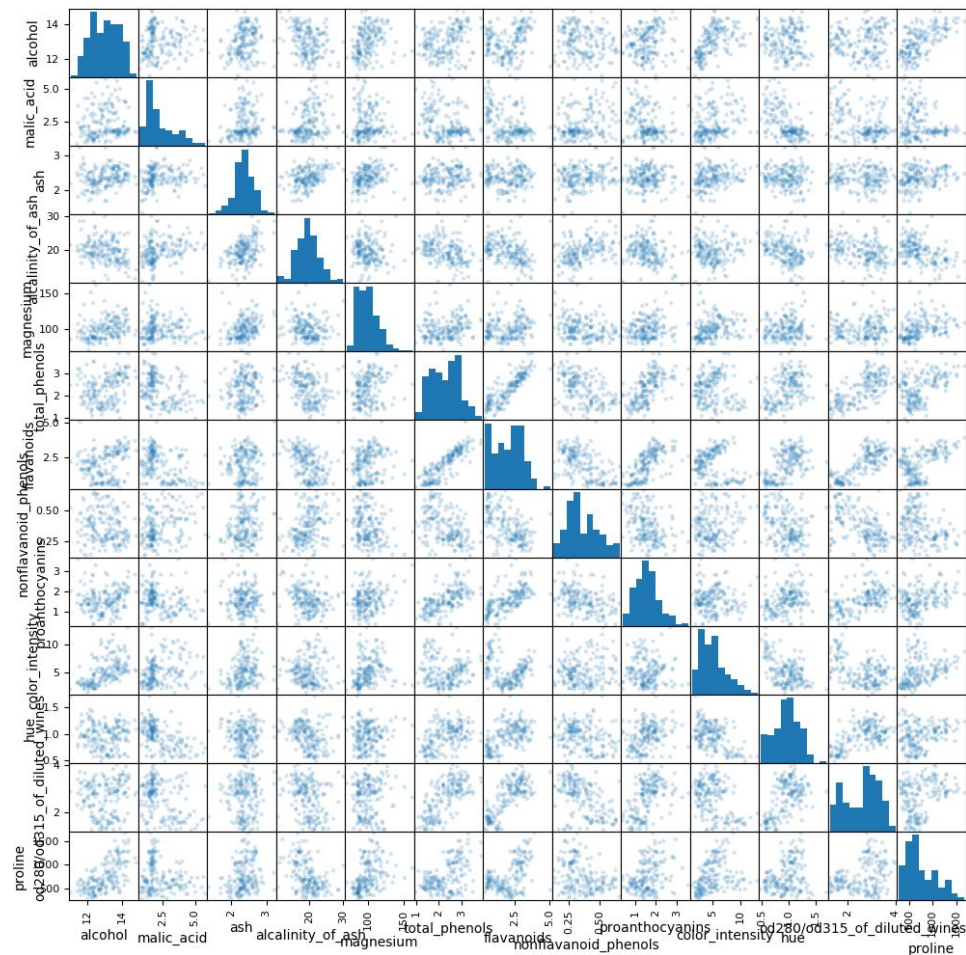 alcohol
14
12
malic_acid
5.0
2.5
ash
3
2
alcalinity_of_ash
30
20
magnesium
150
100
total_phenols
3
2
1
flavanoids
5.0
2.5
nonflavanoid_phenols
0.50
0.25
proanthocyanins
3
2
1
color_intensity
10
5
hue
1.5
1.0
0.5
od280/od315_of_diluted_wines
4
2
proline
1500
1000
500
12 14 2.5 5.0 2 3 20 30 100 150 1 2 3 2.5 5.0 0.25 0.50 1 2 3 5 10 0.5 1.0 1.5 2 4 500 1000 1500
alcohol malic_acid ash alcalinity_of_ash magnesium total_phenols flavanoids nonflavanoid_phenols proanthocyanins color_intensity hue od280/od315_of_diluted_wines proline